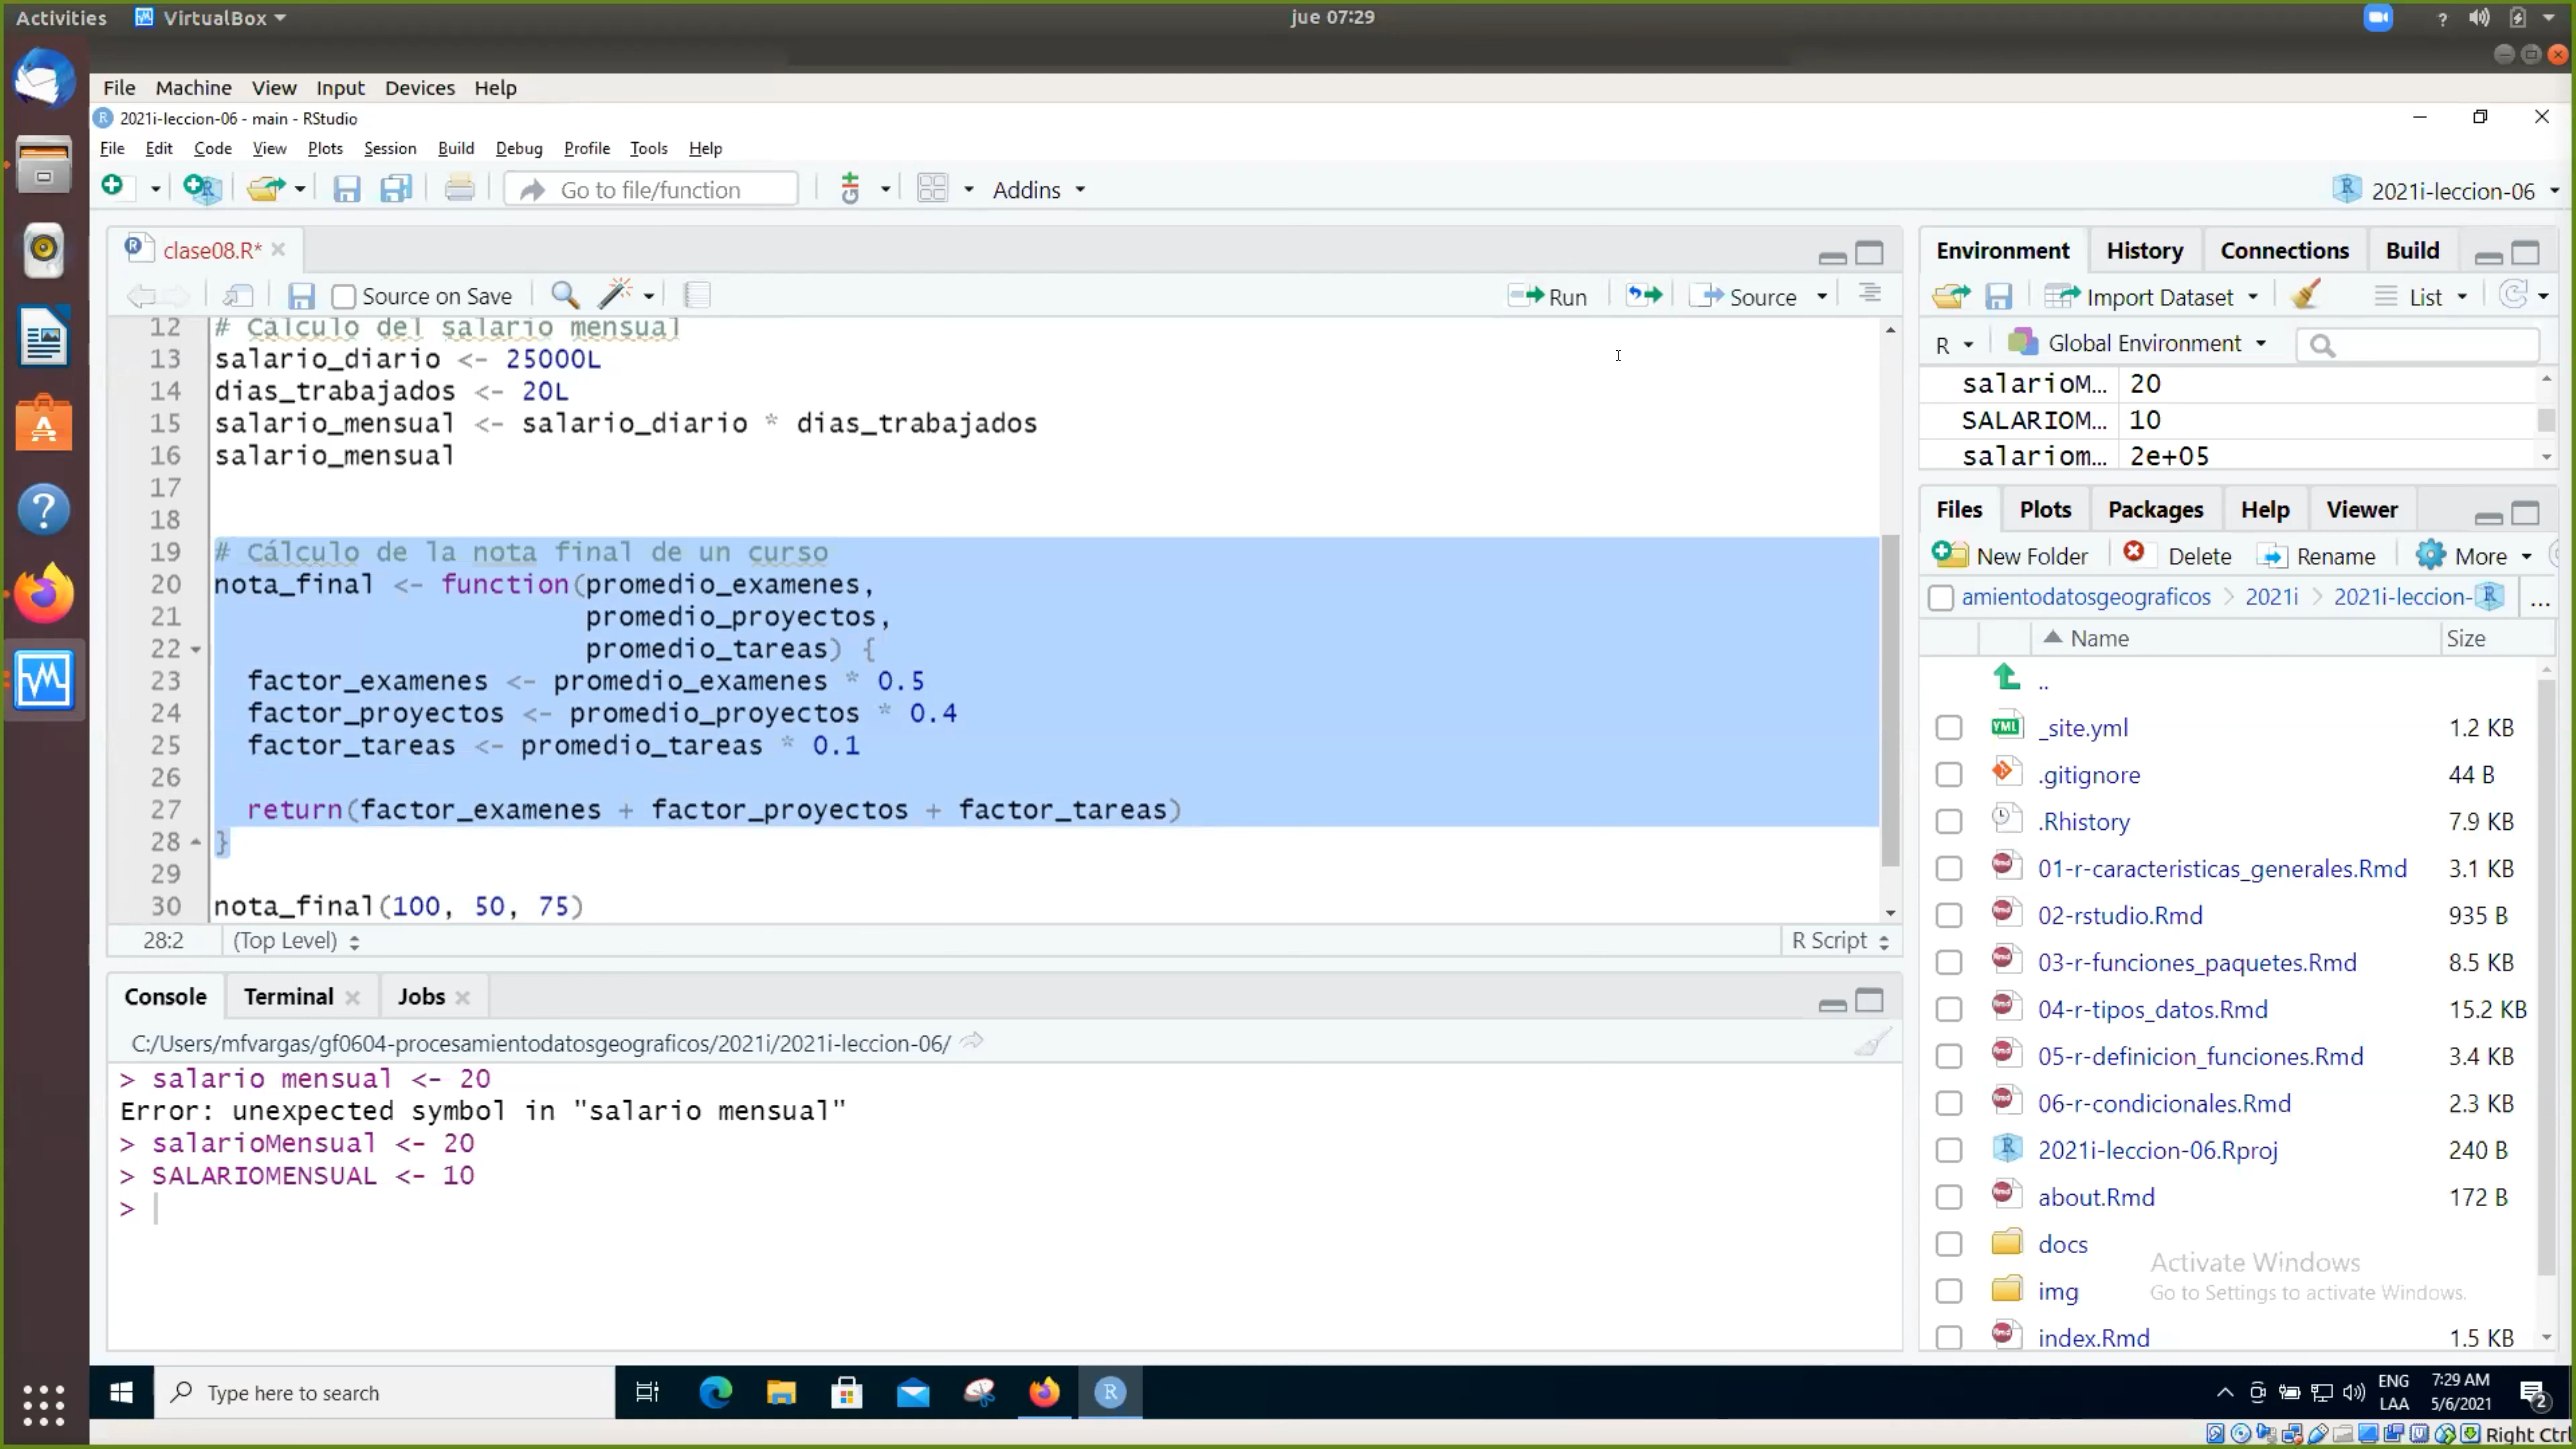 Activities VirtualBox jue 07:29 ?
File Machine View Input Devices Help
2021i-leccion-06 - main - RStudio
File Edit Code View Plots Session Build Debug Profile Tools Help
Go to file/function Addins 2021i-leccion-06
clase08.R*
Source on Save Run Source
12 # Cálculo del salario mensual
13 salario_diario <- 25000L
14 dias_trabajados <- 20L
15 salario_mensual <- salario_diario * dias_trabajados
16 salario_mensual
17
18
19 # Cálculo de la nota final de un curso
20 nota_final <- function(promedio_examenes,
21 promedio_proyectos,
22 promedio_tareas) {
23 factor_examenes <- promedio_examenes * 0.5
24 factor_proyectos <- promedio_proyectos * 0.4
25 factor_tareas <- promedio_tareas * 0.1
26
27 return(factor_examenes + factor_proyectos + factor_tareas)
28 }
29
30 nota_final(100, 50, 75)
28:2 (Top Level) R Script
Console Terminal Jobs
C:/Users/mfvargas/gf0604-procesamientodatosgeograficos/2021i/2021i-leccion-06/
> salario mensual <- 20
Error: unexpected symbol in "salario mensual"
> salarioMensual <- 20
> SALARIOMENSUAL <- 10
>
Environment History Connections Build
Import Dataset List
R Global Environment
salarioM... 20
SALARIOM... 10
salariom... 2e+05
Files Plots Packages Help Viewer
New Folder Delete Rename More
amientodatosgeograficos > 2021i > 2021i-leccion- ...
Name Size
..
_site.yml 1.2 KB
.gitignore 44 B
.Rhistory 7.9 KB
01-r-caracteristicas_generales.Rmd 3.1 KB
02-rstudio.Rmd 935 B
03-r-funciones_paquetes.Rmd 8.5 KB
04-r-tipos_datos.Rmd 15.2 KB
05-r-definicion_funciones.Rmd 3.4 KB
06-r-condicionales.Rmd 2.3 KB
2021i-leccion-06.Rproj 240 B
about.Rmd 172 B
docs
img
index.Rmd 1.5 KB
Activate Windows
Go to Settings to activate Windows.
Type here to search
ENG
LAA
7:29 AM
5/6/2021
2
Right Ctrl